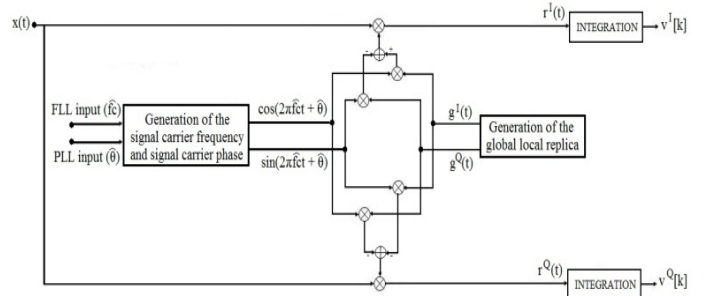 x(t)
r^I(t)
INTEGRATION
v^I[k]
FLL input (f̂c)
PLL input (θ̂)
Generation of the
signal carrier frequency
and signal carrier phase
cos(2πf̂ct + θ̂)
sin(2πf̂ct + θ̂)
g^I(t)
g^Q(t)
Generation of the
global local replica
r^Q(t)
INTEGRATION
v^Q[k]